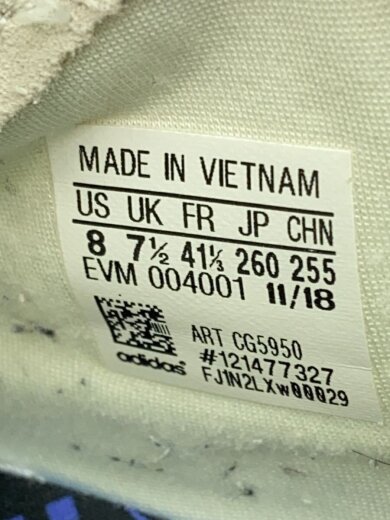 MADE IN VIETNAM
US UK FR JP CHN
8 7½ 41⅓ 260 255
EVM 004001 11/18
ART CG5950
#121477327
adidas FJ1N2LXw00029